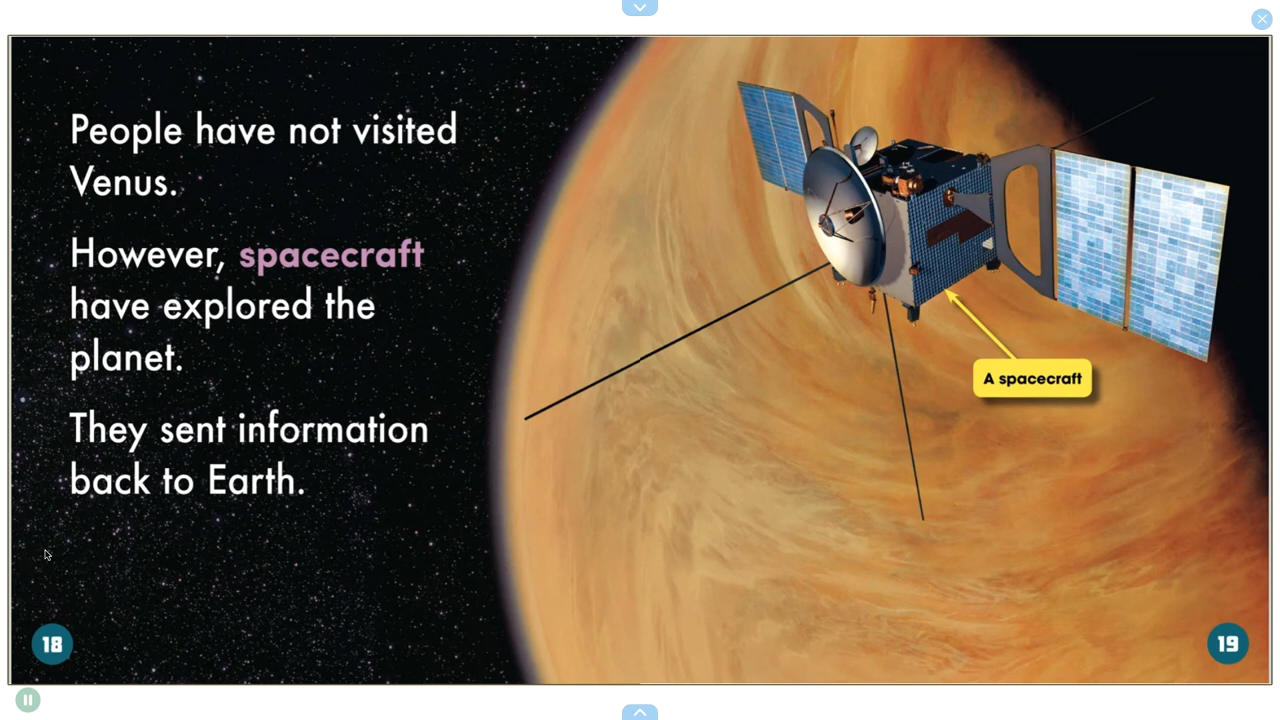 People have not visited
Venus.
However, spacecraft
have explored the
planet.
They sent information
back to Earth.
A spacecraft
18
19